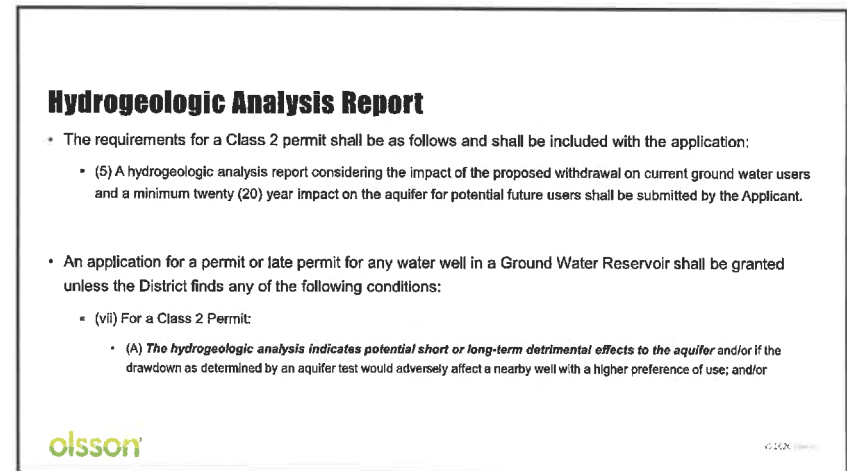 Hydrogeologic Analysis Report
• The requirements for a Class 2 permit shall be as follows and shall be included with the application:
• (5) A hydrogeologic analysis report considering the impact of the proposed withdrawal on current ground water users
and a minimum twenty (20) year impact on the aquifer for potential future users shall be submitted by the Applicant.
• An application for a permit or late permit for any water well in a Ground Water Reservoir shall be granted
unless the District finds any of the following conditions:
• (vii) For a Class 2 Permit:
• (A) The hydrogeologic analysis indicates potential short or long-term detrimental effects to the aquifer and/or if the
drawdown as determined by an aquifer test would adversely affect a nearby well with a higher preference of use; and/or
olsson